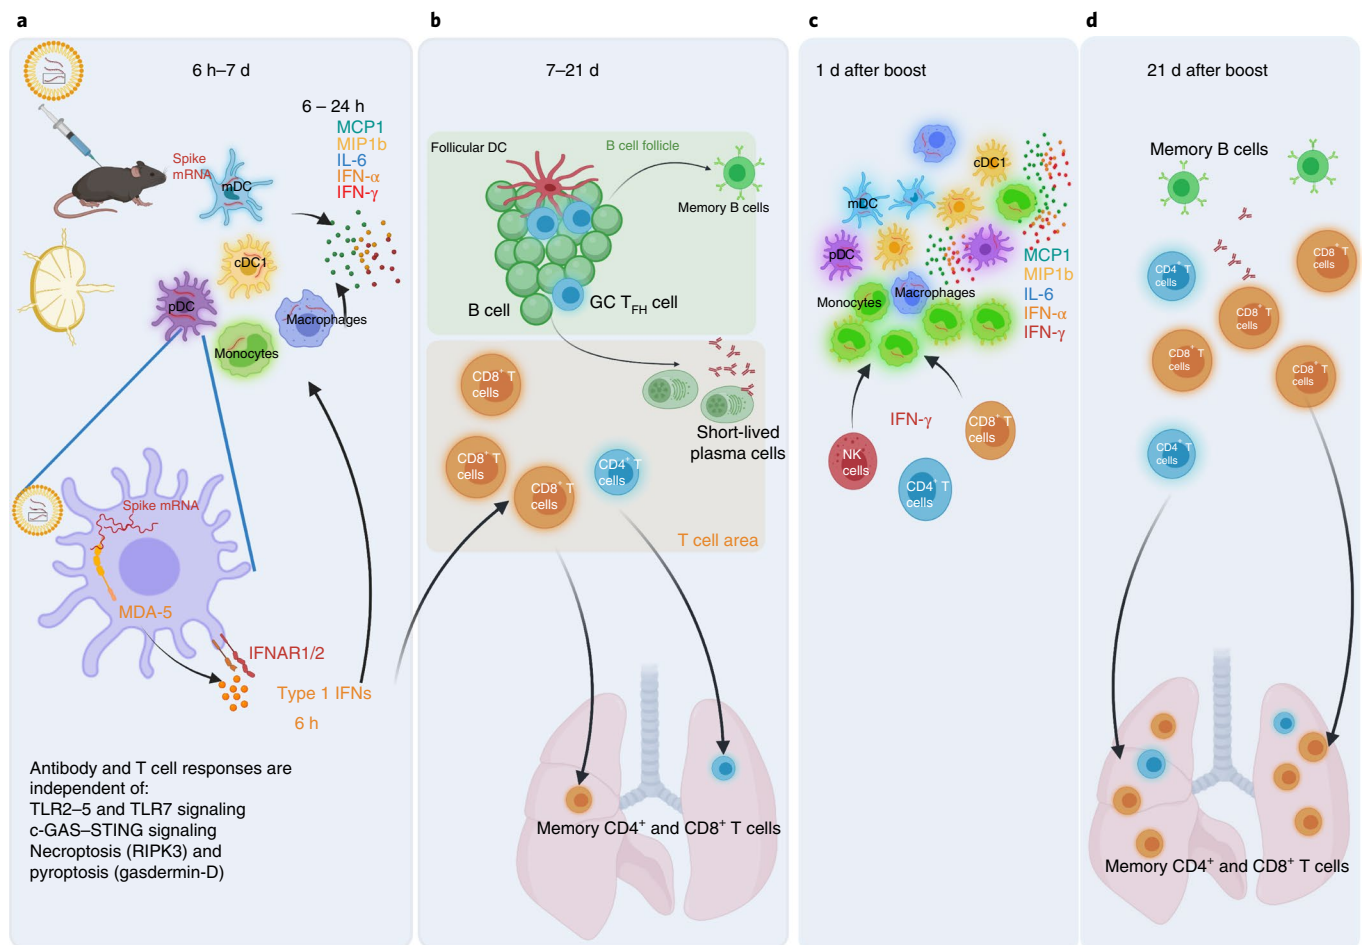 a
6 h–7 d
6 – 24 h
MCP1
MIP1b
IL-6
IFN-α
IFN-γ
Spike
mRNA
mDC
cDC1
pDC
Macrophages
Monocytes
Spike mRNA
MDA-5
IFNAR1/2
Type 1 IFNs
6 h
Antibody and T cell responses are
independent of:
TLR2–5 and TLR7 signaling
c-GAS–STING signaling
Necroptosis (RIPK3) and
pyroptosis (gasdermin-D)
b
7–21 d
Follicular DC
B cell follicle
Memory B cells
B cell
GC TFH cell
CD8+ T
cells
CD8+ T
cells
CD8+ T
cells
CD4+ T
cells
Short-lived
plasma cells
T cell area
Memory CD4+ and CD8+ T cells
c
1 d after boost
cDC1
mDC
pDC
Monocytes
Macrophages
MCP1
MIP1b
IL-6
IFN-α
IFN-γ
IFN-γ
NK
cells
CD4+ T
cells
CD8+ T
cells
d
21 d after boost
Memory B cells
CD4+ T
cells
CD8+ T
cells
CD8+ T
cells
CD8+ T
cells
CD8+ T
cells
CD4+ T
cells
Memory CD4+ and CD8+ T cells